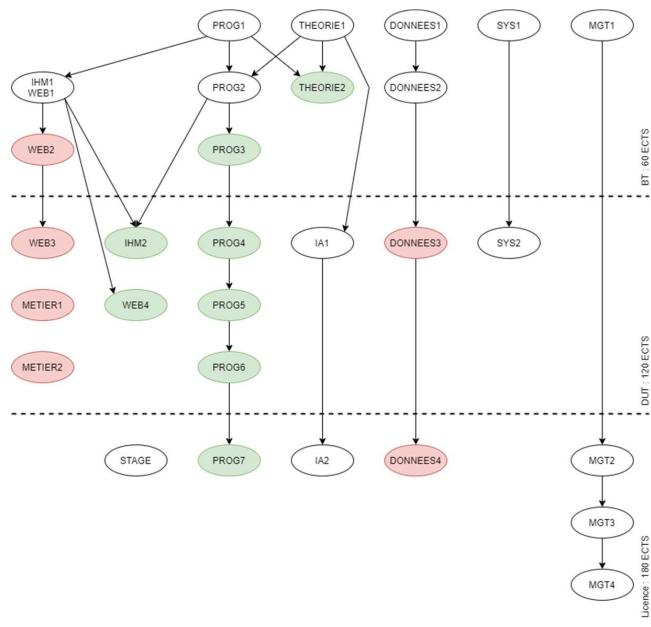 PROG1
THEORIE1
DONNEES1
SYS1
MGT1
IHM1
WEB1
PROG2
THEORIE2
DONNEES2
WEB2
PROG3
BT : 60 ECTS
WEB3
IHM2
PROG4
IA1
DONNEES3
SYS2
METIER1
WEB4
PROG5
METIER2
PROG6
DUT : 120 ECTS
STAGE
PROG7
IA2
DONNEES4
MGT2
MGT3
MGT4
Licence : 180 ECTS